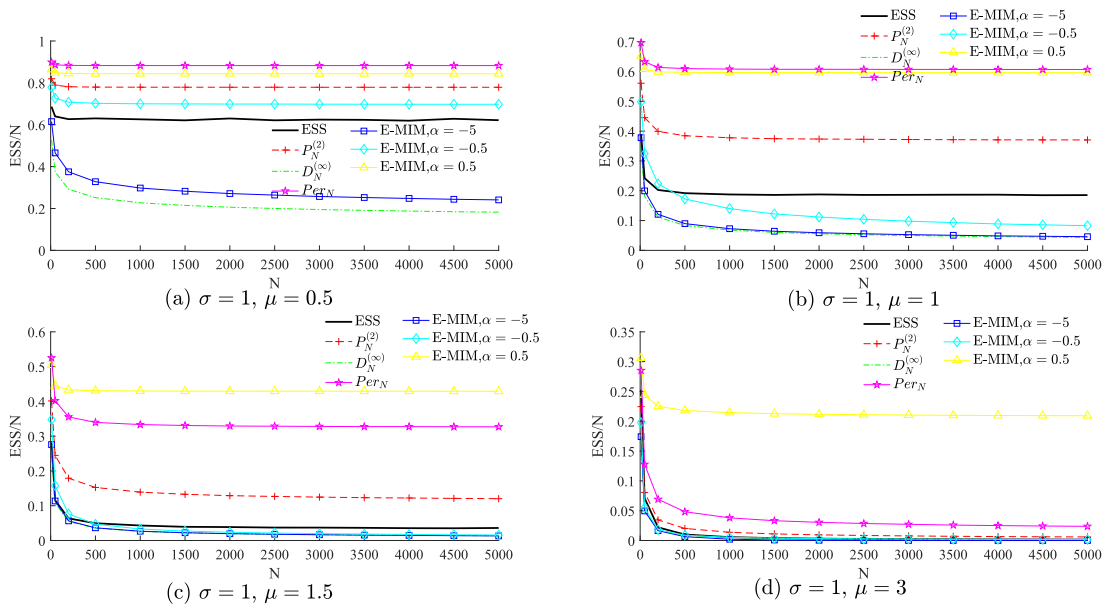 ESS
P_N^(2)
D_N^(∞)
Per_N
E-MIM,α = −5
E-MIM,α = −0.5
E-MIM,α = 0.5
1
0.8
0.6
0.4
0.2
0
ESS/N
0 500 1000 1500 2000 2500 3000 3500 4000 4500 5000
N
(a) σ = 1, μ = 0.5
ESS
P_N^(2)
D_N^(∞)
Per_N
E-MIM,α = −5
E-MIM,α = −0.5
E-MIM,α = 0.5
0.7
0.6
0.5
0.4
0.3
0.2
0.1
0
ESS/N
0 500 1000 1500 2000 2500 3000 3500 4000 4500 5000
N
(b) σ = 1, μ = 1
ESS
P_N^(2)
D_N^(∞)
Per_N
E-MIM,α = −5
E-MIM,α = −0.5
E-MIM,α = 0.5
0.6
0.5
0.4
0.3
0.2
0.1
0
ESS/N
0 500 1000 1500 2000 2500 3000 3500 4000 4500 5000
N
(c) σ = 1, μ = 1.5
ESS
P_N^(2)
D_N^(∞)
Per_N
E-MIM,α = −5
E-MIM,α = −0.5
E-MIM,α = 0.5
0.35
0.3
0.25
0.2
0.15
0.1
0.05
0
ESS/N
0 500 1000 1500 2000 2500 3000 3500 4000 4500 5000
N
(d) σ = 1, μ = 3